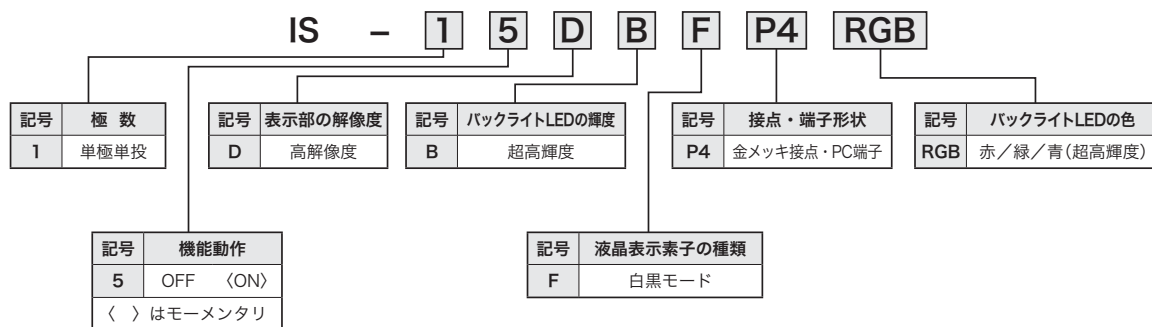 IS – 1 5 D B F P4 RGB
記号 極 数
1 単極単投
記号 表示部の解像度
D 高解像度
記号 バックライトLEDの輝度
B 超高輝度
記号 接点・端子形状
P4 金メッキ接点・PC端子
記号 バックライトLEDの色
RGB 赤／緑／青(超高輝度)
記号 機能動作
5 OFF 〈ON〉
〈 〉はモーメンタリ
記号 液晶表示素子の種類
F 白黒モード